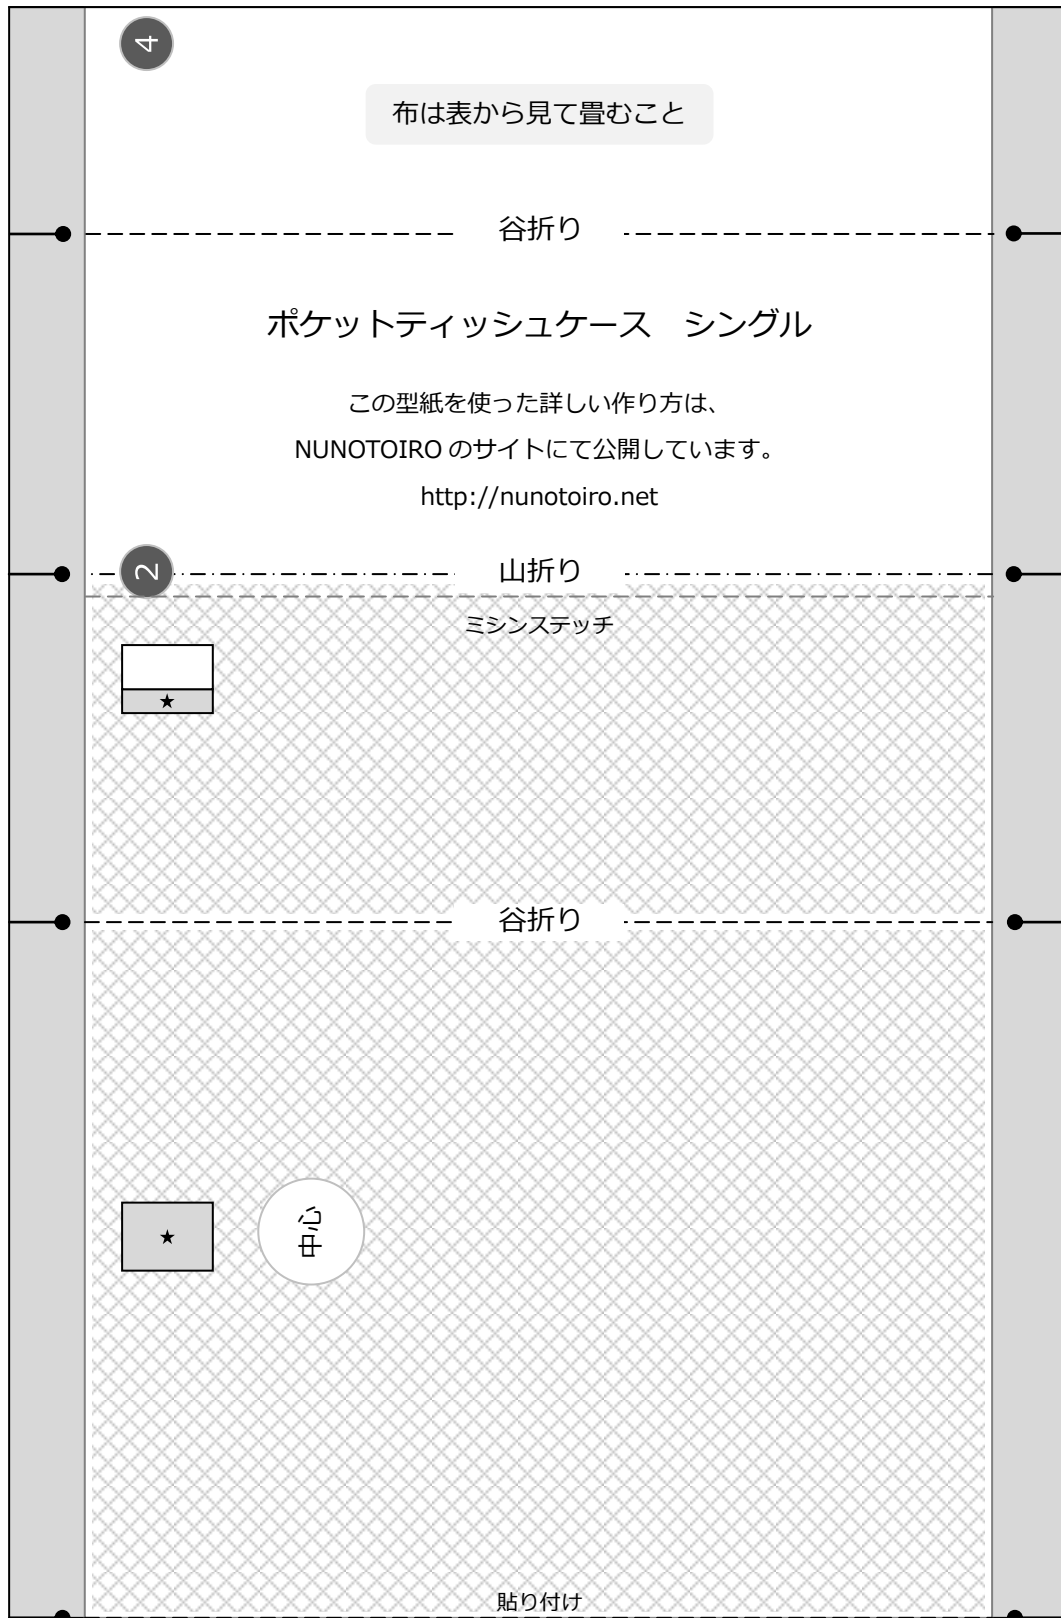 4
布は表から見て畳むこと
谷折り
ポケットティッシュケース　シングル
この型紙を使った詳しい作り方は、
NUNOTOIRO のサイトにて公開しています。
http://nunotoiro.net
2
山折り
ミシンステッチ
★
谷折り
★
中心
貼り付け